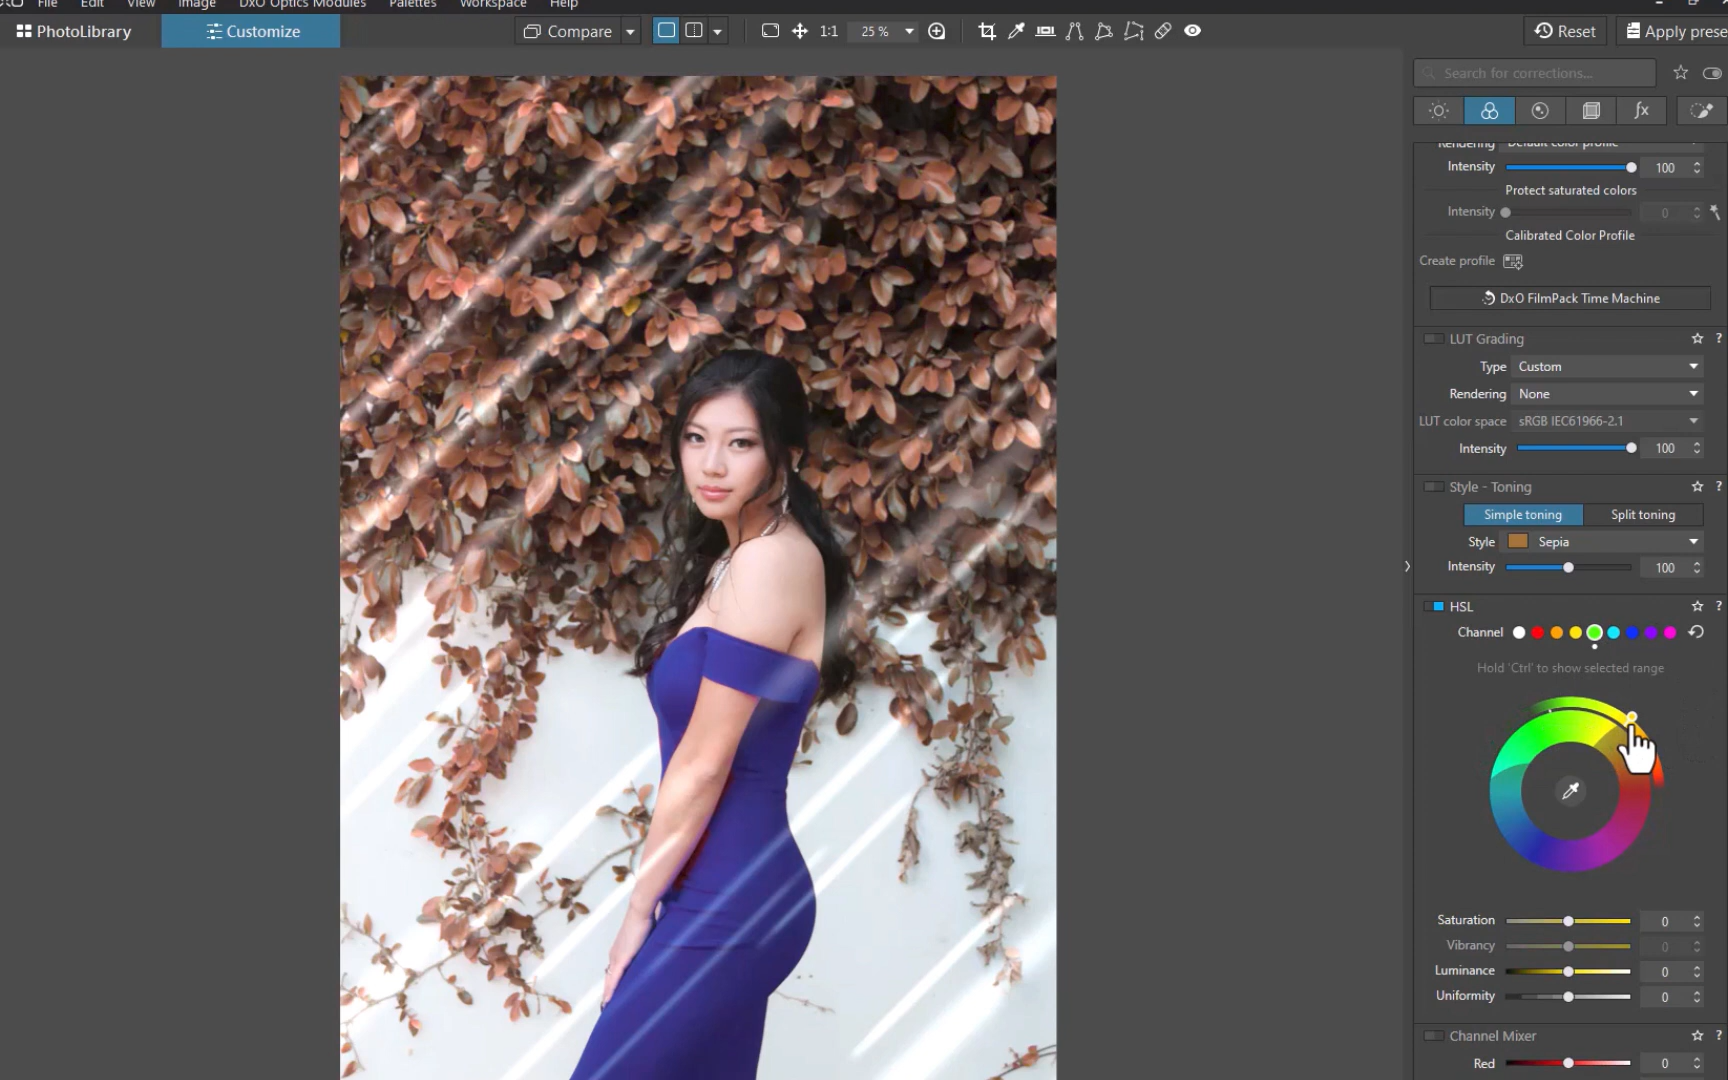 File Edit View Image DxO Optics Modules Palettes Workspace Help
PhotoLibrary Customize Compare 1:1 25 % Reset Apply prese
Search for corrections...
fx
Rendering Default color profile
Intensity 100
Protect saturated colors
Intensity 0
Calibrated Color Profile
Create profile
DxO FilmPack Time Machine
LUT Grading ?
Type Custom
Rendering None
LUT color space sRGB IEC61966-2.1
Intensity 100
Style - Toning ?
Simple toning Split toning
Style Sepia
Intensity 100
HSL ?
Channel
Hold 'Ctrl' to show selected range
Saturation 0
Vibrancy 0
Luminance 0
Uniformity 0
Channel Mixer ?
Red 0